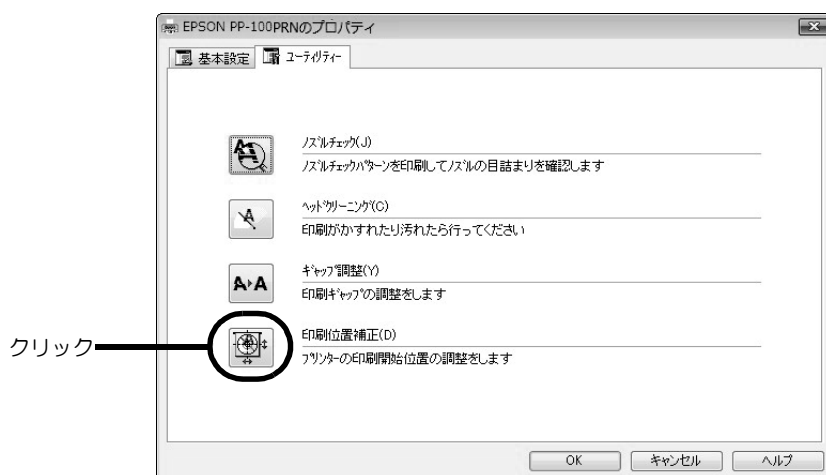 EPSON PP-100PRNのプロパティ
基本設定 ユーティリティー
ノズルチェック(J)
ノズルチェックパターンを印刷してノズルの目詰まりを確認します
ヘッドクリーニング(C)
印刷がかすれたり汚れたら行ってください
ギャップ調整(Y)
印刷ギャップの調整をします
クリック
印刷位置補正(D)
プリンターの印刷開始位置の調整をします
OK キャンセル ヘルプ